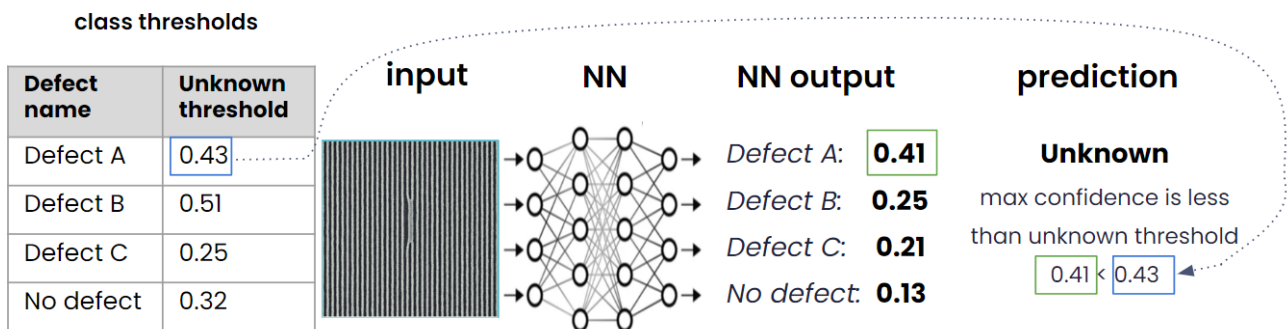 class thresholds
Defect name
Unknown threshold
Defect A
0.43
Defect B
0.51
Defect C
0.25
No defect
0.32
input
NN
NN output
prediction
Defect A: 0.41
Defect B: 0.25
Defect C: 0.21
No defect: 0.13
Unknown
max confidence is less
than unknown threshold
0.41 < 0.43